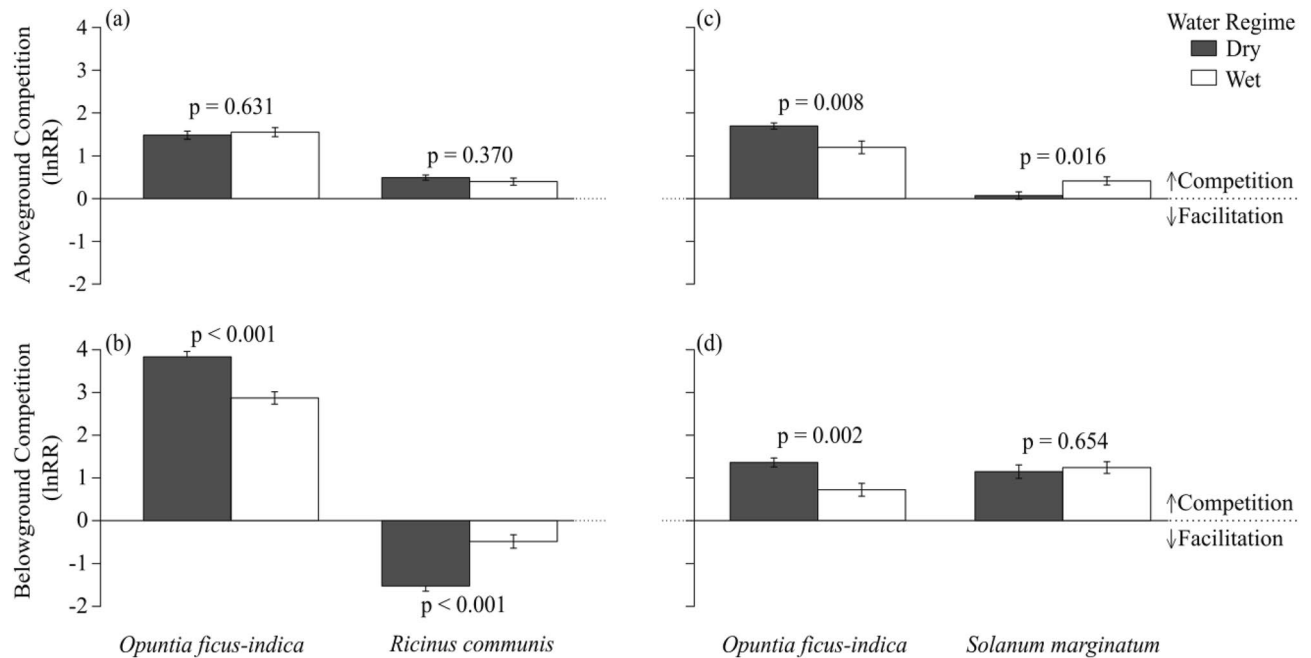 (a)
Aboveground Competition
(lnRR)
4
3
2
1
0
-1
-2
p = 0.631
p = 0.370
(c)
p = 0.008
p = 0.016
Water Regime
Dry
Wet
↑Competition
↓Facilitation
(b)
Belowground Competition
(lnRR)
4
3
2
1
0
-1
-2
p < 0.001
p < 0.001
(d)
p = 0.002
p = 0.654
↑Competition
↓Facilitation
Opuntia ficus-indica
Ricinus communis
Opuntia ficus-indica
Solanum marginatum